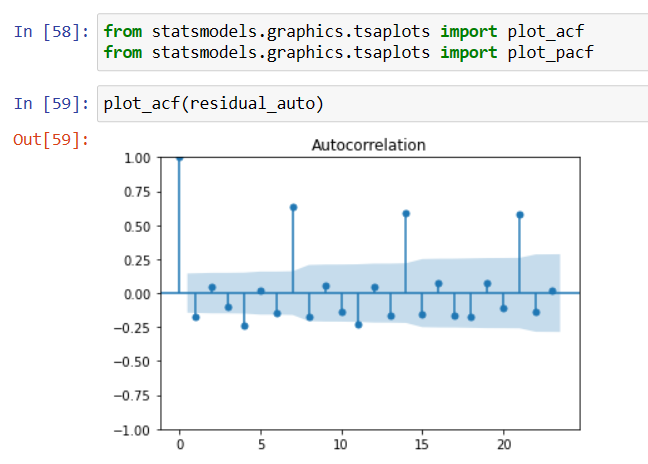 In [58]: from statsmodels.graphics.tsaplots import plot_acf
from statsmodels.graphics.tsaplots import plot_pacf
In [59]: plot_acf(residual_auto)
Out[59]:
Autocorrelation
1.00
0.75
0.50
0.25
0.00
−0.25
−0.50
−0.75
−1.00
0 5 10 15 20